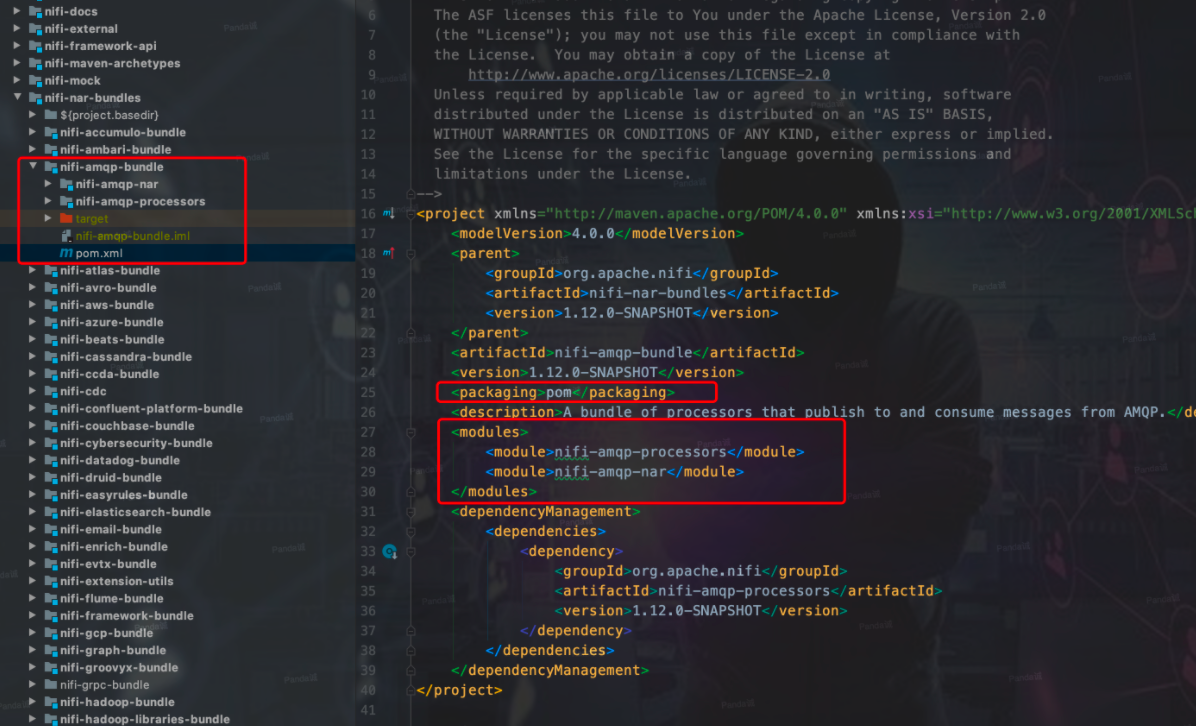 nifi-docs
nifi-external
nifi-framework-api
nifi-maven-archetypes
nifi-mock
nifi-nar-bundles
${project.basedir}
nifi-accumulo-bundle
nifi-ambari-bundle
nifi-amqp-bundle
nifi-amqp-nar
nifi-amqp-processors
target
nifi-amqp-bundle.iml
pom.xml
nifi-atlas-bundle
nifi-avro-bundle
nifi-aws-bundle
nifi-azure-bundle
nifi-beats-bundle
nifi-cassandra-bundle
nifi-ccda-bundle
nifi-cdc
nifi-confluent-platform-bundle
nifi-couchbase-bundle
nifi-cybersecurity-bundle
nifi-datadog-bundle
nifi-druid-bundle
nifi-easyrules-bundle
nifi-elasticsearch-bundle
nifi-email-bundle
nifi-enrich-bundle
nifi-evtx-bundle
nifi-extension-utils
nifi-flume-bundle
nifi-framework-bundle
nifi-gcp-bundle
nifi-graph-bundle
nifi-groovyx-bundle
nifi-grpc-bundle
nifi-hadoop-bundle
nifi-hadoop-libraries-bundle
6 The ASF licenses this file to You under the Apache License, Version 2.0
7 (the "License"); you may not use this file except in compliance with
8 the License.  You may obtain a copy of the License at
9 http://www.apache.org/licenses/LICENSE-2.0
10 Unless required by applicable law or agreed to in writing, software
11 distributed under the License is distributed on an "AS IS" BASIS,
12 WITHOUT WARRANTIES OR CONDITIONS OF ANY KIND, either express or implied.
13 See the License for the specific language governing permissions and
14 limitations under the License.
15 -->
16 <project xmlns="http://maven.apache.org/POM/4.0.0" xmlns:xsi="http://www.w3.org/2001/XMLSc
17 <modelVersion>4.0.0</modelVersion>
18 <parent>
19 <groupId>org.apache.nifi</groupId>
20 <artifactId>nifi-nar-bundles</artifactId>
21 <version>1.12.0-SNAPSHOT</version>
22 </parent>
23 <artifactId>nifi-amqp-bundle</artifactId>
24 <version>1.12.0-SNAPSHOT</version>
25 <packaging>pom</packaging>
26 <description>A bundle of processors that publish to and consume messages from AMQP.</de
27 <modules>
28 <module>nifi-amqp-processors</module>
29 <module>nifi-amqp-nar</module>
30 </modules>
31 <dependencyManagement>
32 <dependencies>
33 <dependency>
34 <groupId>org.apache.nifi</groupId>
35 <artifactId>nifi-amqp-processors</artifactId>
36 <version>1.12.0-SNAPSHOT</version>
37 </dependency>
38 </dependencies>
39 </dependencyManagement>
40 </project>
41